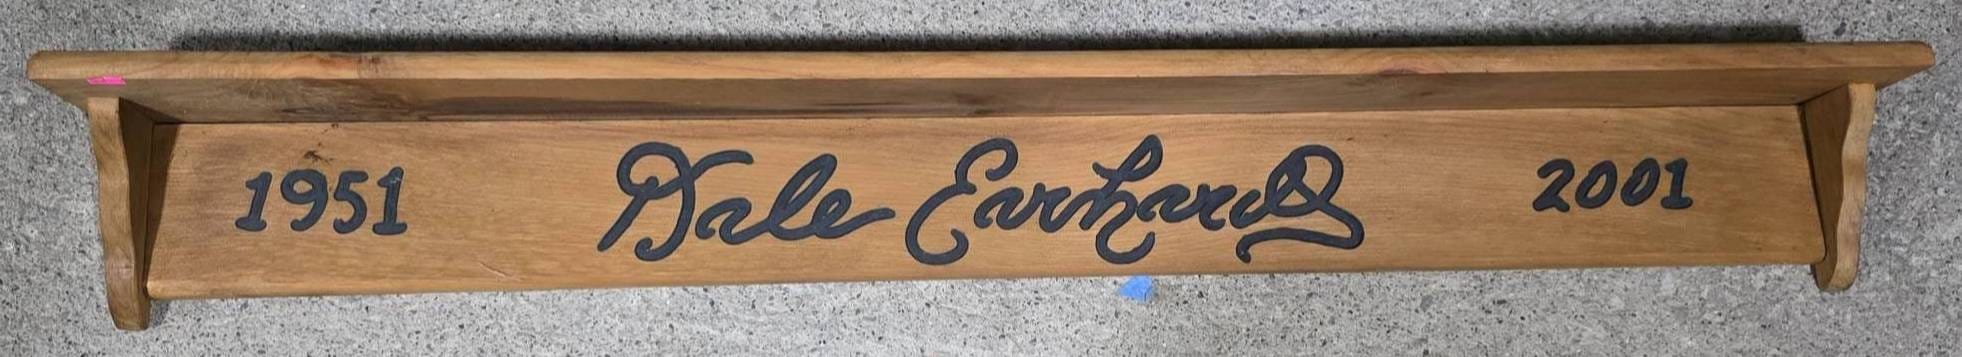 1951 Dale Earnhardt 2001